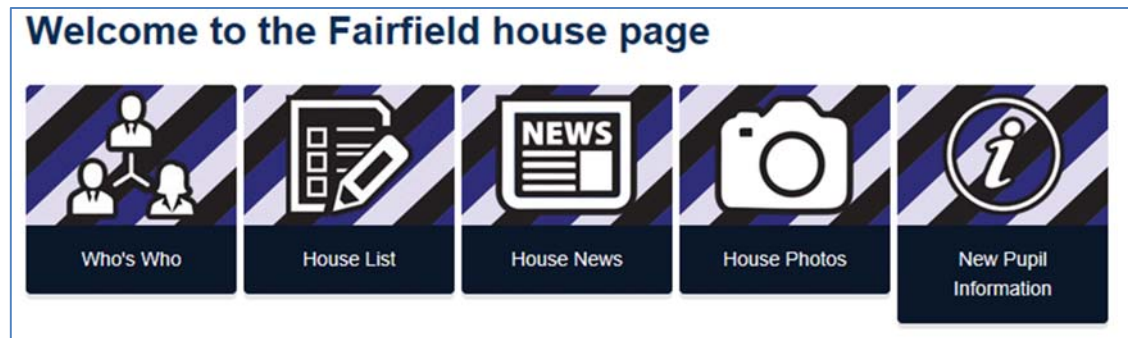 Welcome to the Fairfield house page
NEWS
Who's Who
House List
House News
House Photos
New Pupil
Information